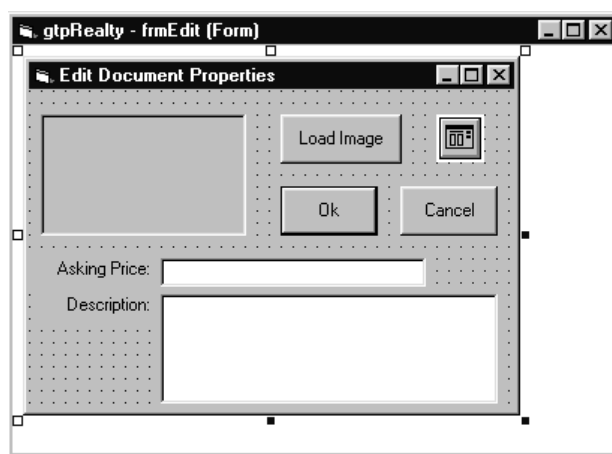 gtpRealty - frmEdit (Form)
Edit Document Properties
Load Image
Ok
Cancel
Asking Price:
Description: